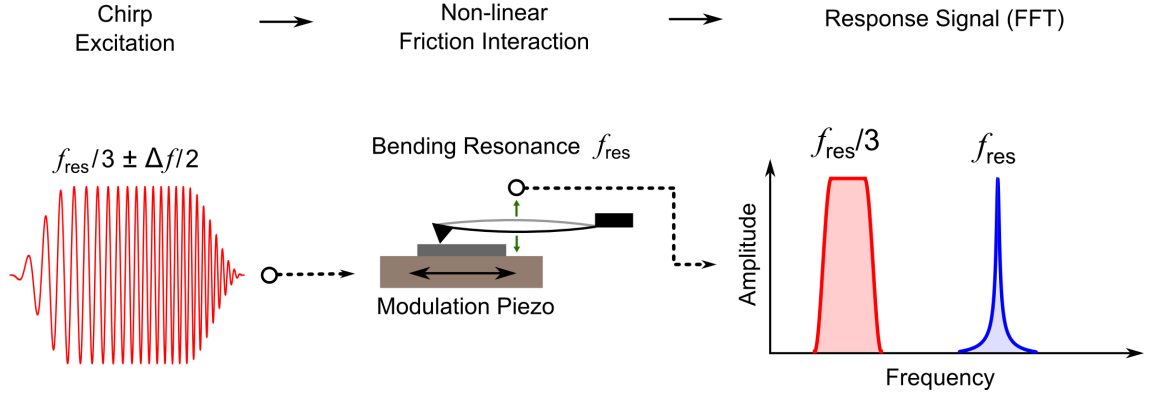 Chirp
Excitation
Non-linear
Friction Interaction
Response Signal (FFT)
fres/3 ± Δf/2
Bending Resonance fres
Modulation Piezo
fres/3
fres
Amplitude
Frequency